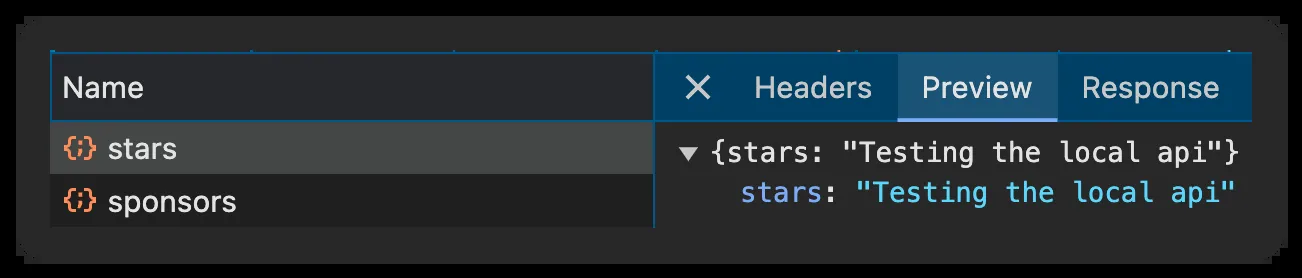 Name
Headers Preview Response
{;} stars
{;} sponsors
▼ {stars: "Testing the local api"}
stars: "Testing the local api"